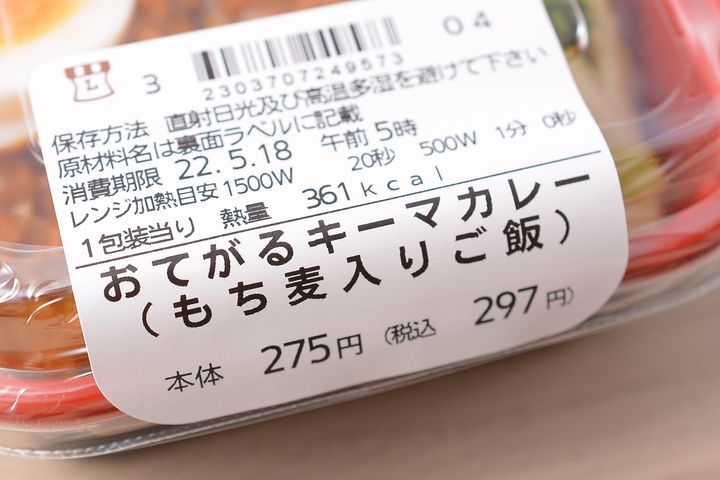 04
L 3
2303707249573
保存方法 直射日光及び高温多湿を避けて下さい
原材料名は裏面ラベルに記載
消費期限 22.5.18 午前5時
レンジ加熱目安1500W 20秒 500W 1分 0秒
1包装当り 熱量 361kcal
おてがるキーマカレー
(もち麦入りご飯)
本体 275円 (税込 297円)